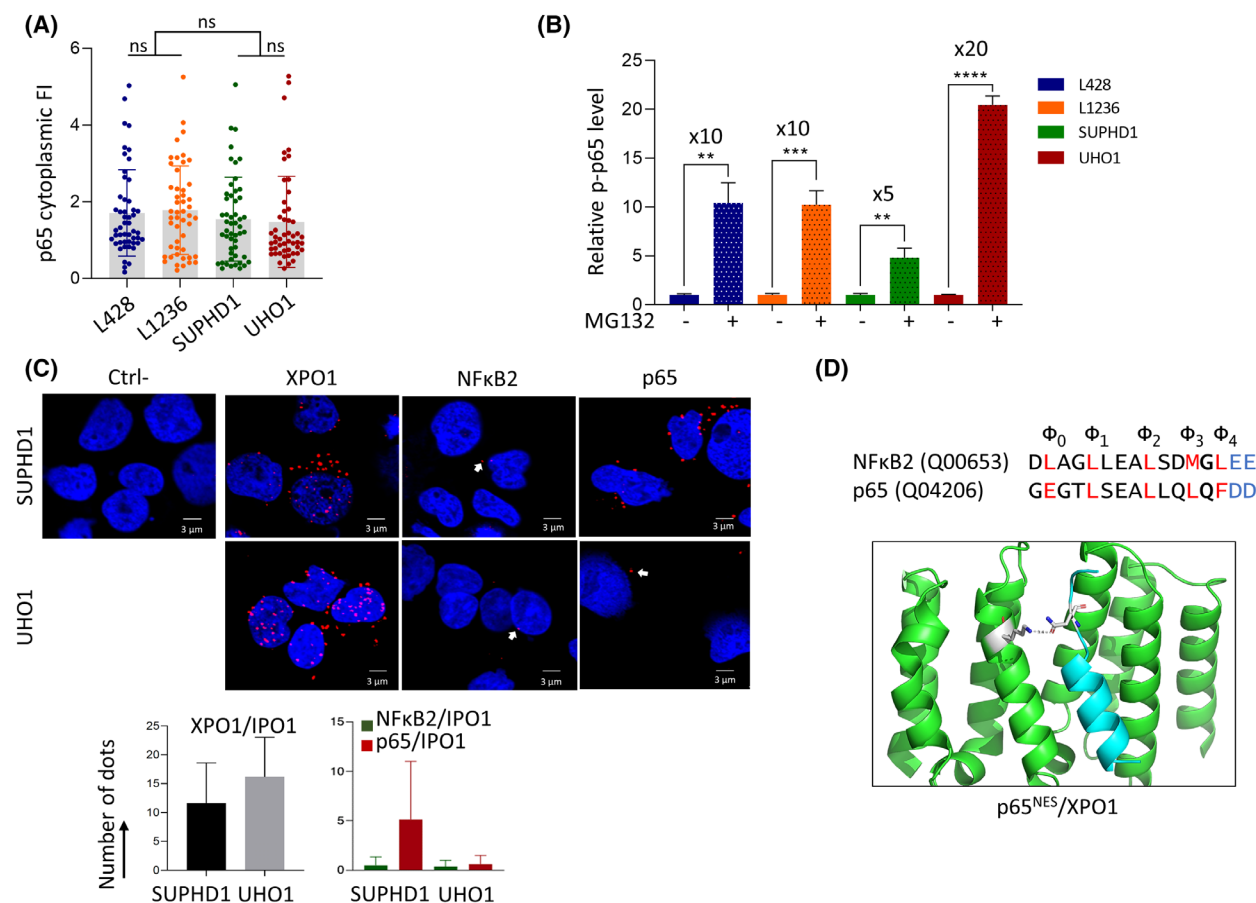 (A)
ns
ns
ns
p65 cytoplasmic FI
6
4
2
0
L428
L1236
SUPHD1
UHO1
(B)
Relative p-p65 level
25
20
15
10
5
0
x10
**
x10
***
x5
**
x20
****
MG132 - + - + - + - +
L428
L1236
SUPHD1
UHO1
(C)
Ctrl- XPO1 NFκB2 p65
SUPHD1
3 µm 3 µm 3 µm 3 µm
UHO1
3 µm 3 µm 3 µm
Number of dots
25
20
15
10
5
0
XPO1/IPO1
SUPHD1 UHO1
15
10
5
0
NFκB2/IPO1
p65/IPO1
SUPHD1 UHO1
(D)
Φ0 Φ1 Φ2 Φ3 Φ4
NFκB2 (Q00653) DLAGLLEALSDMGLEE
p65 (Q04206) GEGTLSEALLQLQFDD
p65NES/XPO1